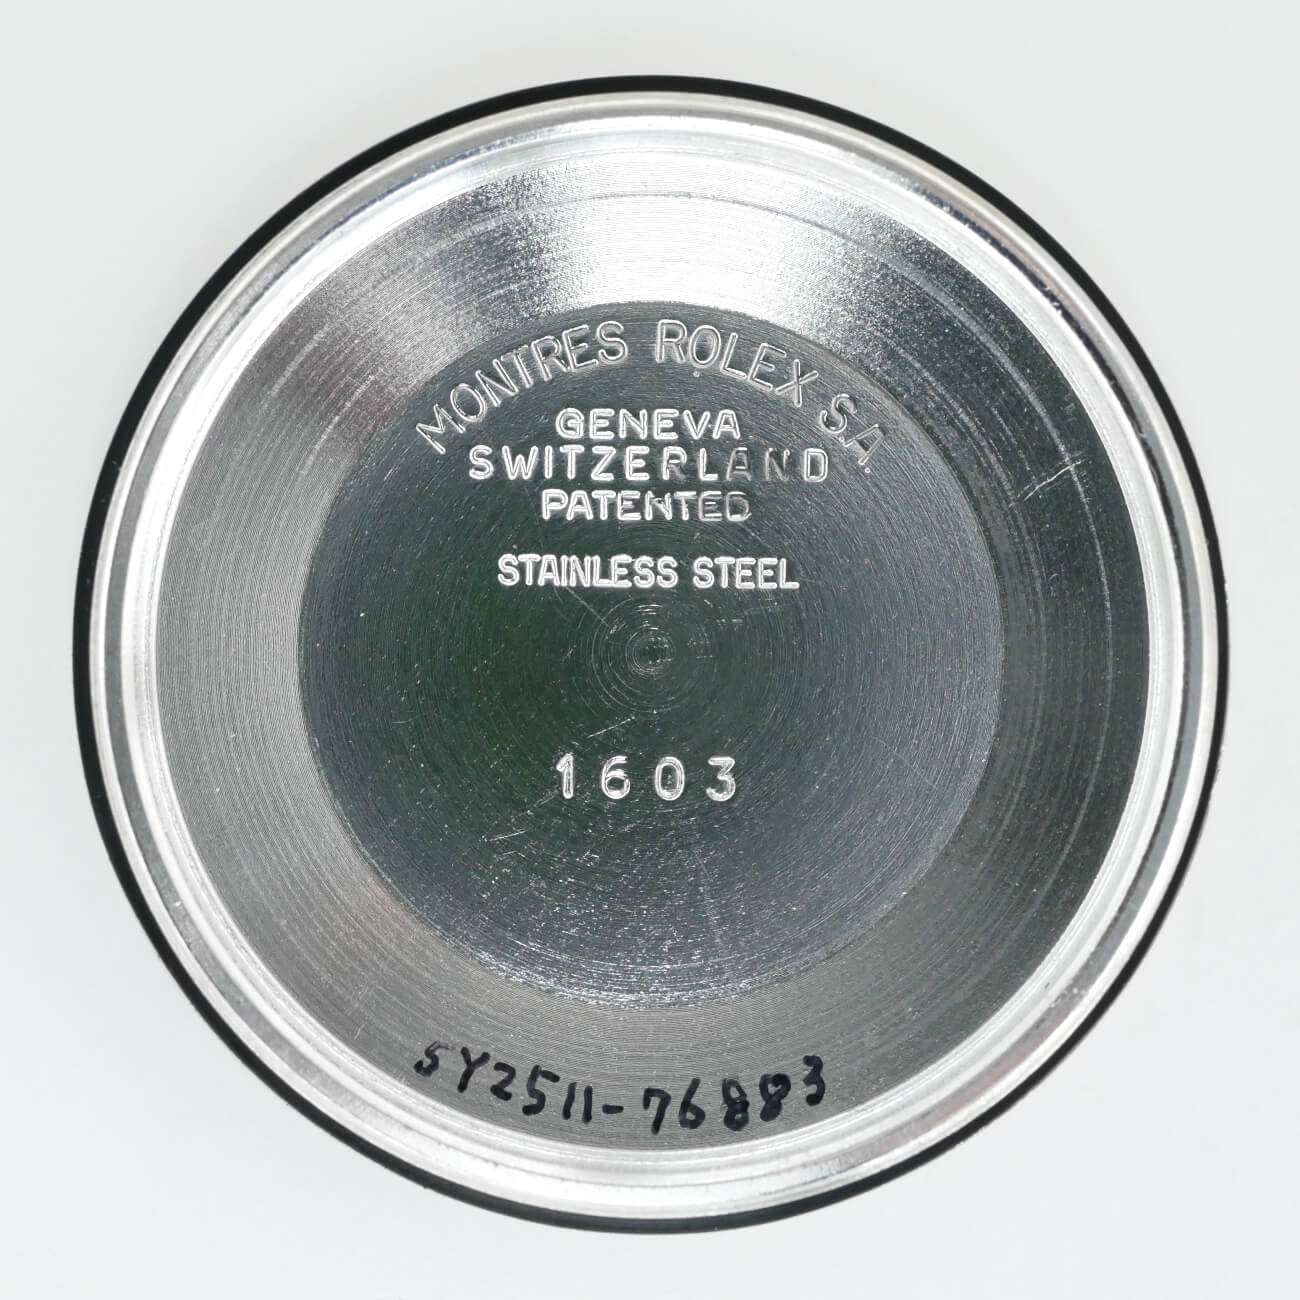 MONTRES ROLEX S.A.
GENEVA
SWITZERLAND
PATENTED
STAINLESS STEEL
1603
5Y2511-76883